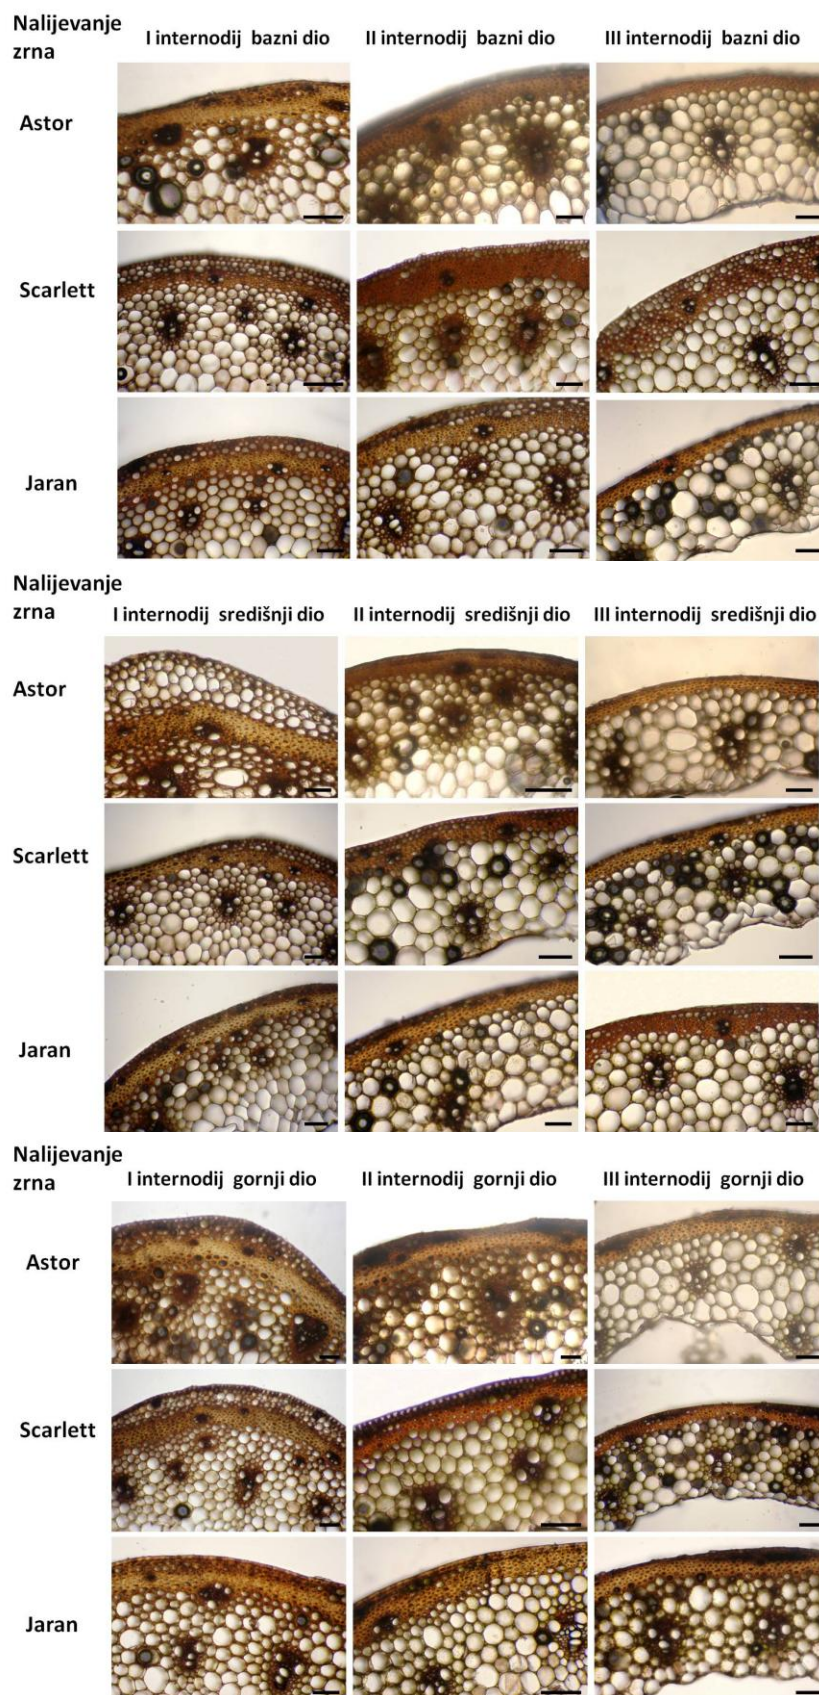 Nalijevanje
zrna
I internodij bazni dio
II internodij bazni dio
III internodij bazni dio
Astor
Scarlett
Jaran
Nalijevanje
zrna
I internodij središnji dio
II internodij središnji dio
III internodij središnji dio
Astor
Scarlett
Jaran
Nalijevanje
zrna
I internodij gornji dio
II internodij gornji dio
III internodij gornji dio
Astor
Scarlett
Jaran